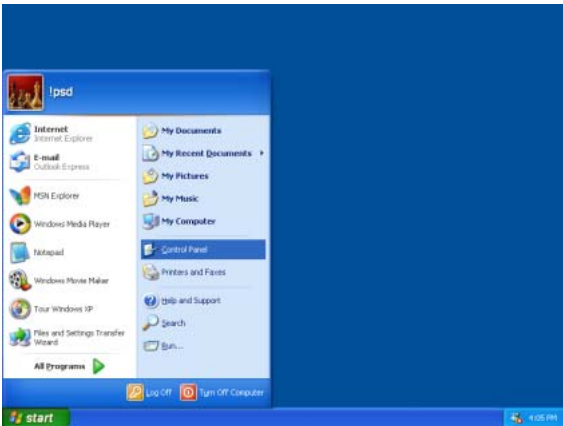 !psd
Internet
Internet Explorer
E-mail
Outlook Express
MSN Explorer
Windows Media Player
Notepad
Windows Movie Maker
Tour Windows XP
Files and Settings Transfer
Wizard
All Programs
My Documents
My Recent Documents
My Pictures
My Music
My Computer
Control Panel
Printers and Faxes
Help and Support
Search
Run...
Log Off
Turn Off Computer
start
4:05 PM